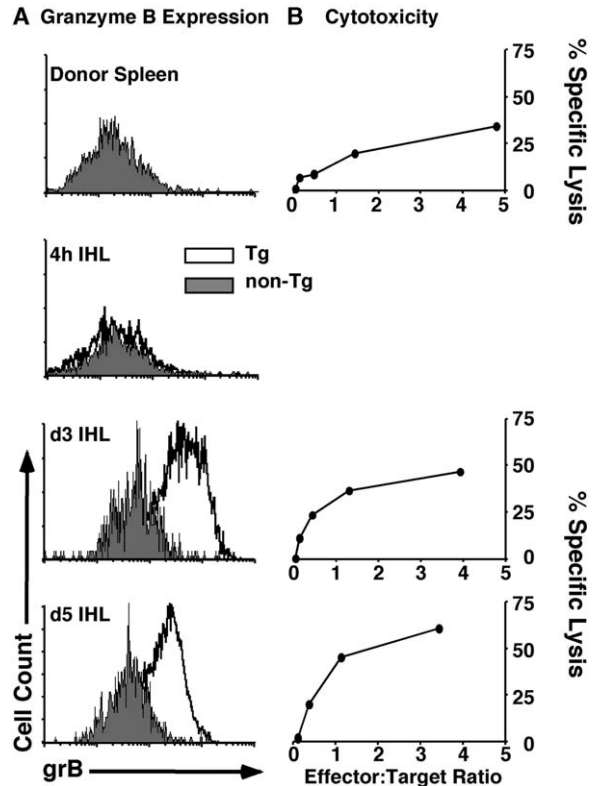 A Granzyme B Expression B Cytotoxicity
Donor Spleen
75
50
25
0
% Specific Lysis
0 1 2 3 4 5
4h IHL
Tg
non-Tg
d3 IHL
75
50
25
0
0 1 2 3 4 5
% Specific Lysis
d5 IHL
75
50
25
0
0 1 2 3 4 5
Cell Count
grB
Effector:Target Ratio